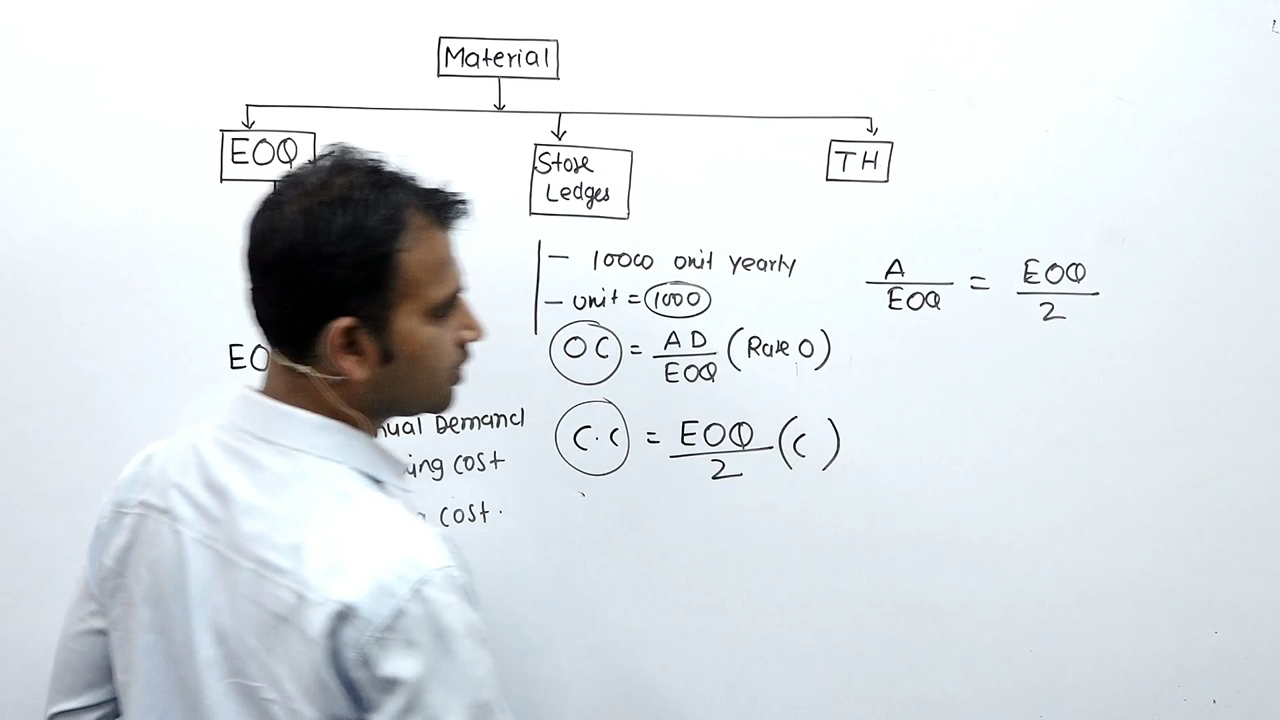 Material
EOQ
Store
Ledges
TH
- 10000 unit yearly
- unit = 1000
A / EOQ = EOQ / 2
OC = AD / EOQ (Rate O)
EO
nual Demand
C.C = EOQ / 2 (C)
ing cost
cost.